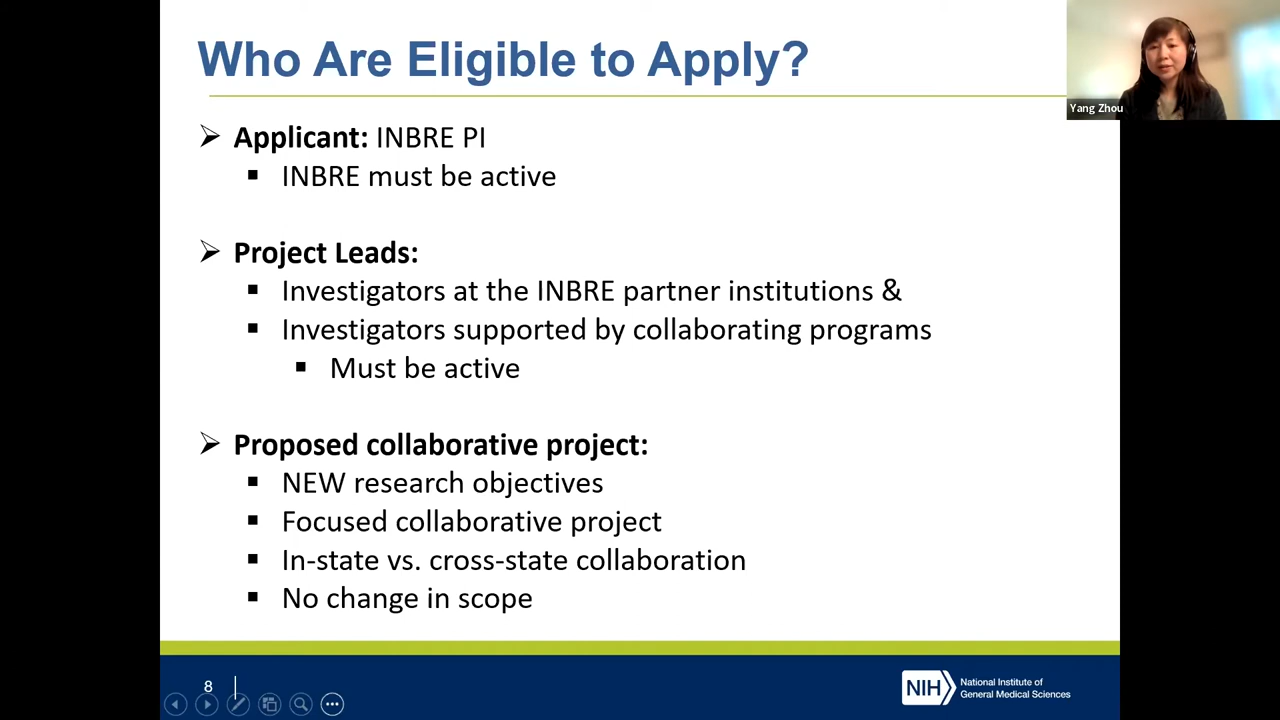 Who Are Eligible to Apply?
Yang Zhou
Applicant: INBRE PI
INBRE must be active
Project Leads:
Investigators at the INBRE partner institutions &
Investigators supported by collaborating programs
Must be active
Proposed collaborative project:
NEW research objectives
Focused collaborative project
In-state vs. cross-state collaboration
No change in scope
8
NIH
National Institute of
General Medical Sciences